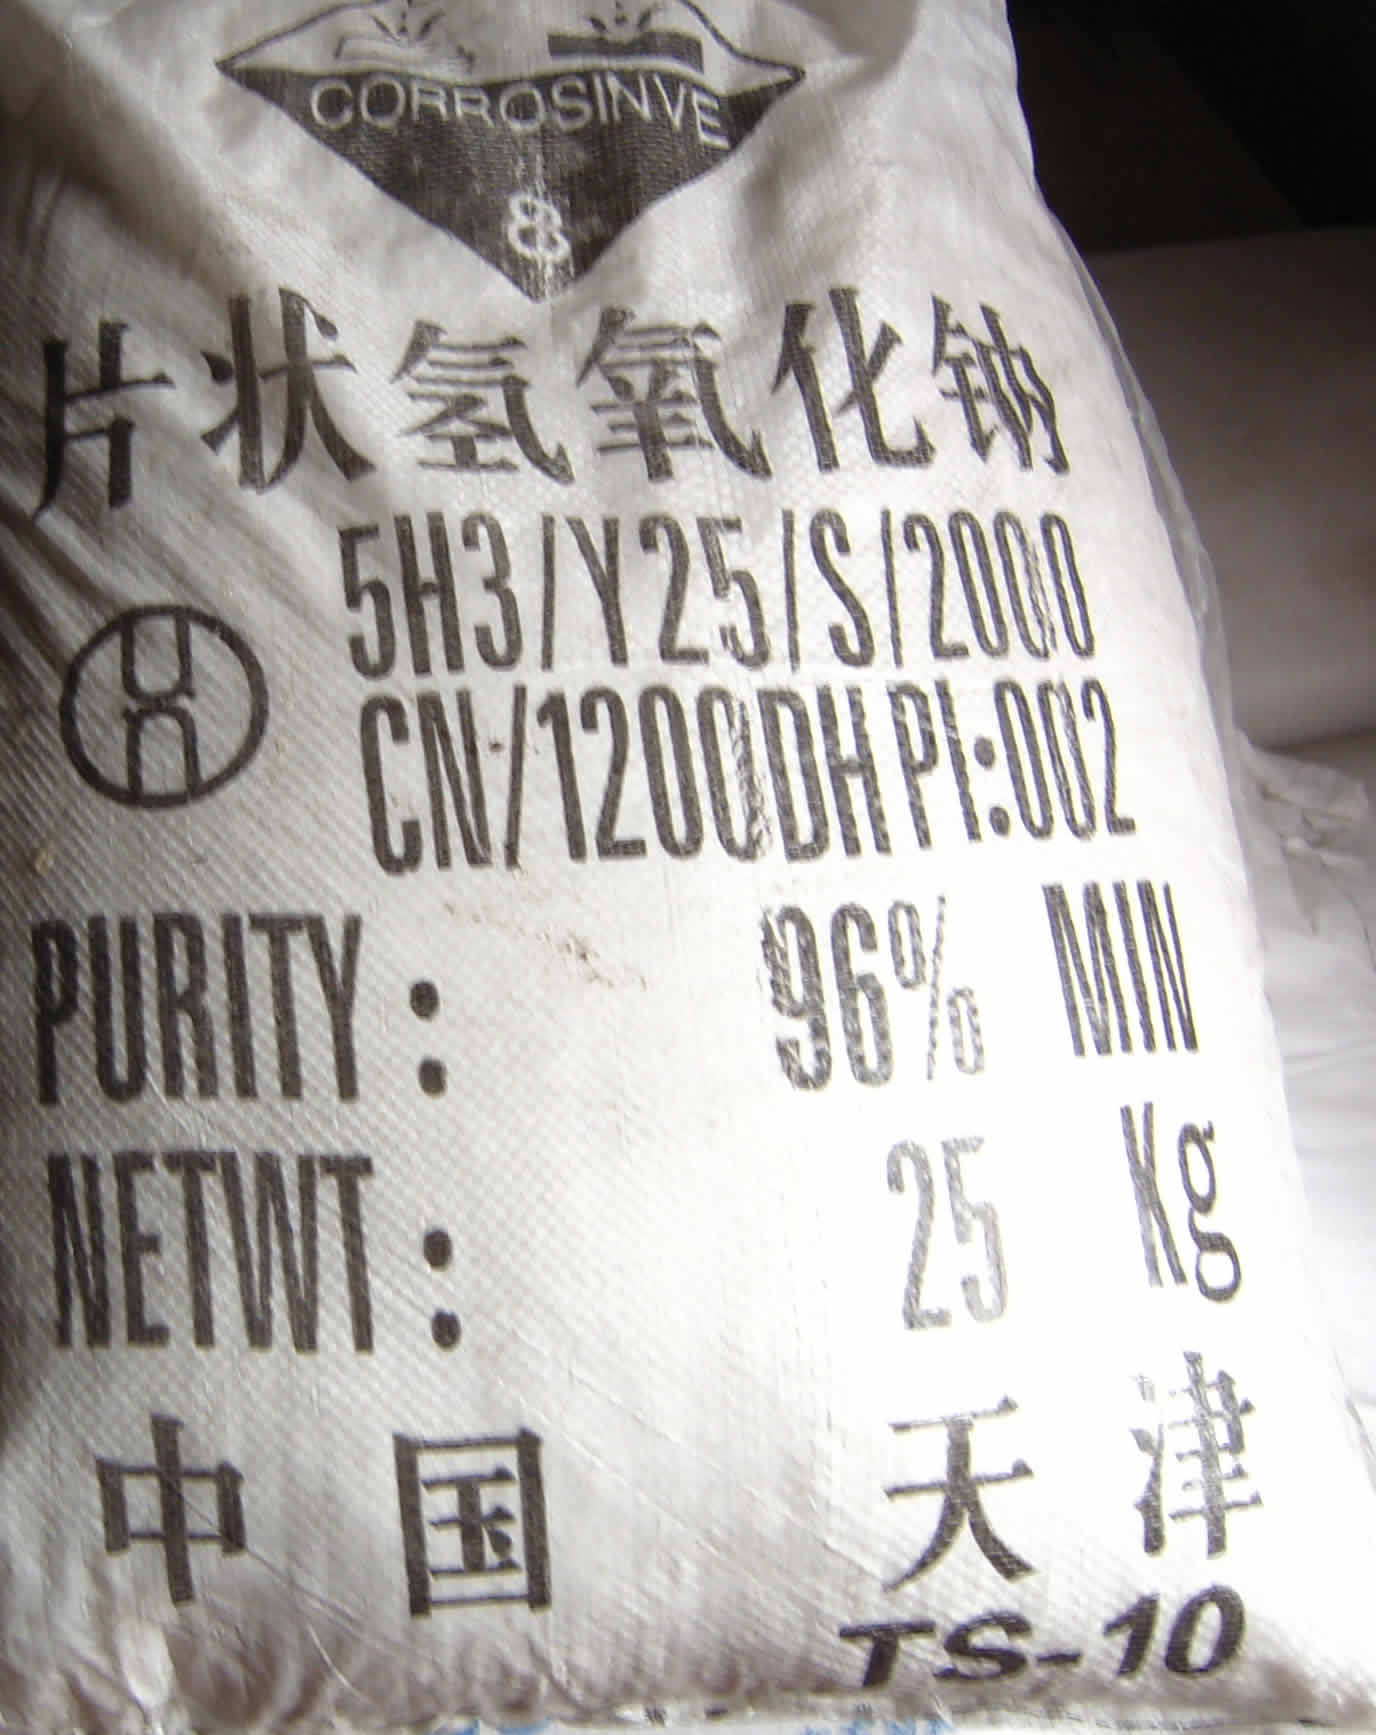 CORROSINVE
8
片状氢氧化钠
5H3/Y25/S/2000
CN/1200DH PI:002
PURITY: 96% MIN
NETWT: 25 Kg
中国 天津
TS-10